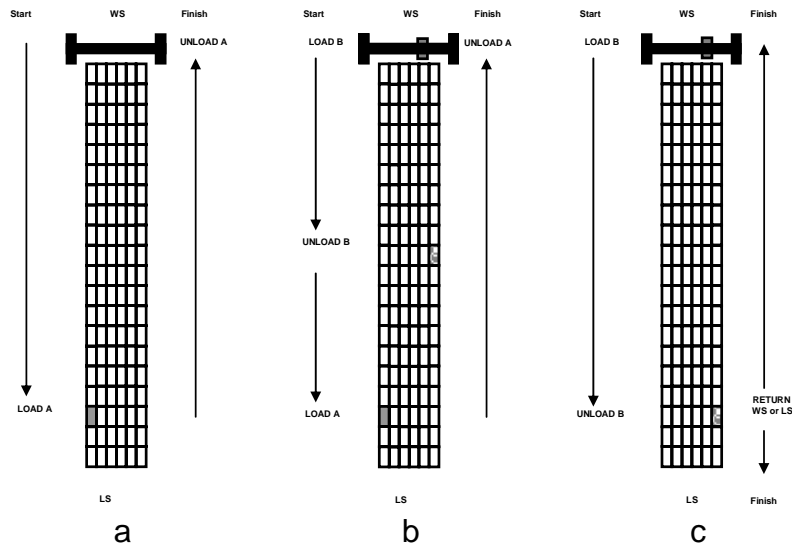 Start WS Finish
UNLOAD A
LOAD A
LS
a
Start WS Finish
LOAD B UNLOAD A
UNLOAD B
LOAD A
LS
b
Start WS Finish
LOAD B
UNLOAD B
RETURN
WS or LS
LS Finish
c